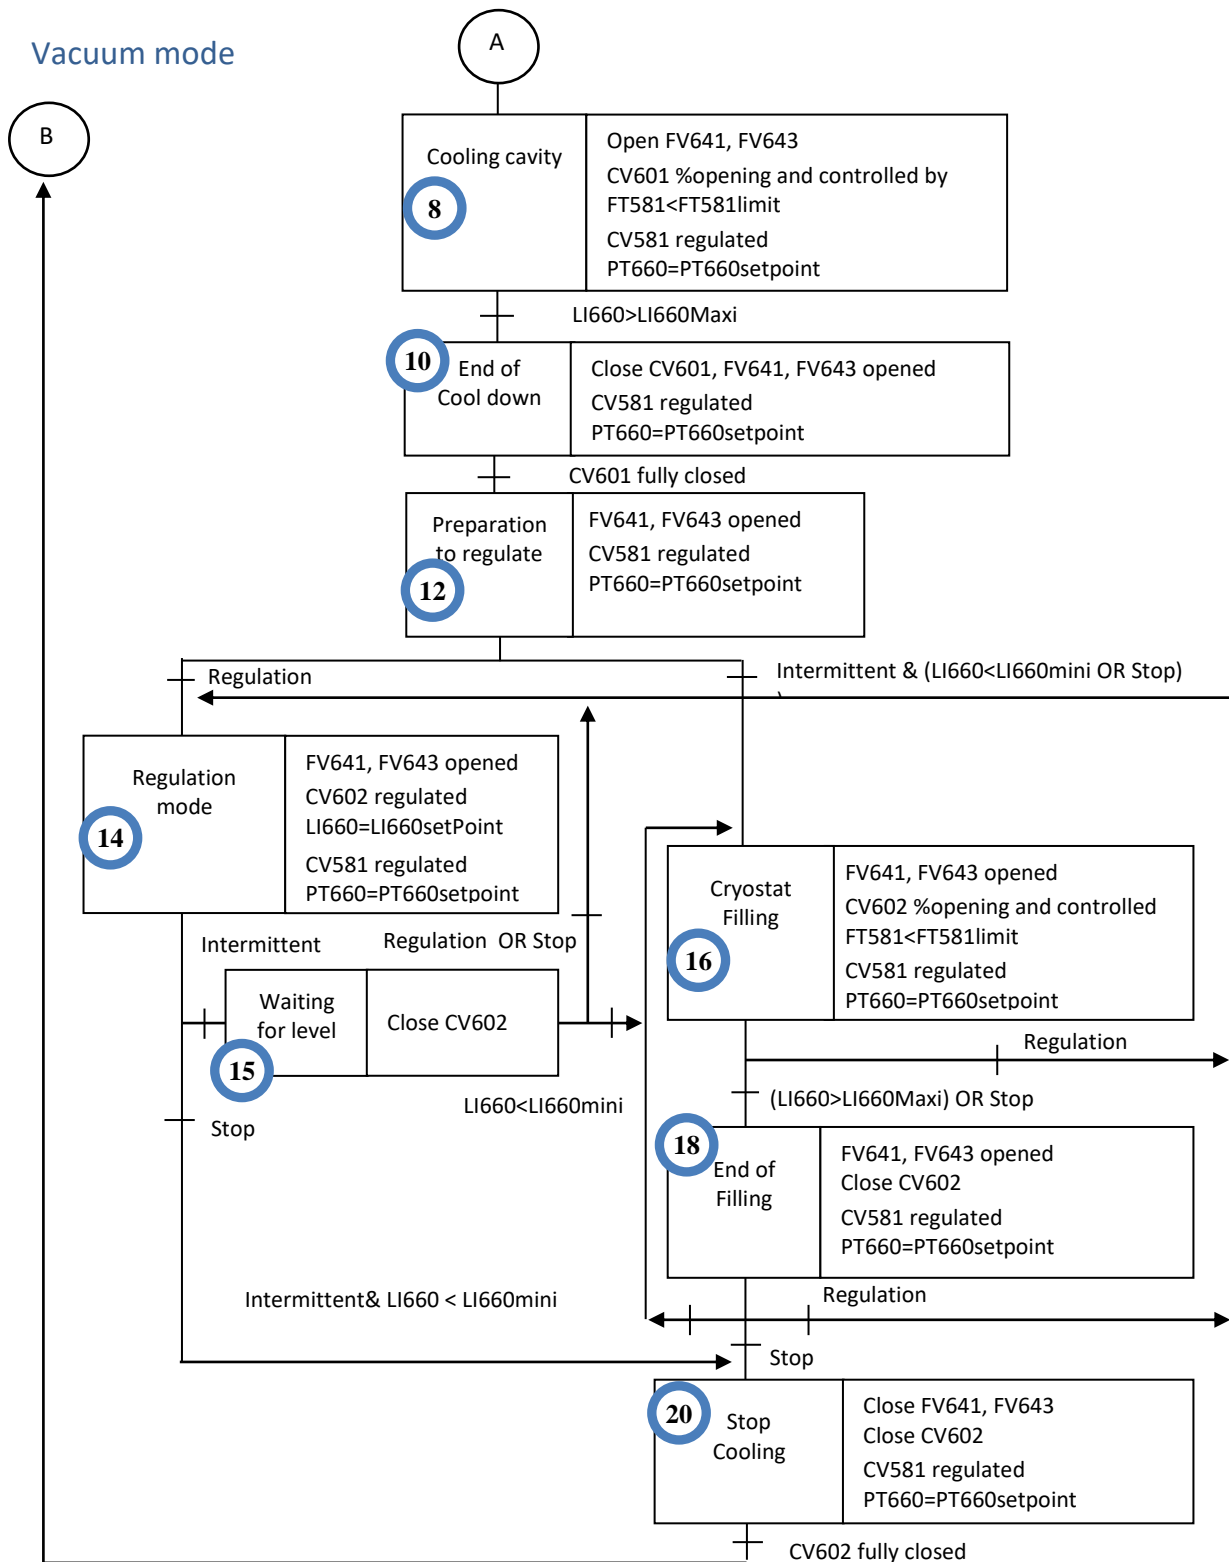 Vacuum mode
A
B
Cooling cavity
8
Open FV641, FV643
CV601 %opening and controlled by
FT581<FT581limit
CV581 regulated
PT660=PT660setpoint
LI660>LI660Maxi
10
End of
Cool down
Close CV601, FV641, FV643 opened
CV581 regulated
PT660=PT660setpoint
CV601 fully closed
Preparation
to regulate
12
FV641, FV643 opened
CV581 regulated
PT660=PT660setpoint
Regulation
Intermittent & (LI660<LI660mini OR Stop)
Regulation
mode
14
FV641, FV643 opened
CV602 regulated
LI660=LI660setPoint
CV581 regulated
PT660=PT660setpoint
Cryostat
Filling
16
FV641, FV643 opened
CV602 %opening and controlled
FT581<FT581limit
CV581 regulated
PT660=PT660setpoint
Intermittent
Regulation OR Stop
Waiting
for level
15
Close CV602
Regulation
LI660<LI660mini
(LI660>LI660Maxi) OR Stop
Stop
18
End of
Filling
FV641, FV643 opened
Close CV602
CV581 regulated
PT660=PT660setpoint
Intermittent& LI660 < LI660mini
Regulation
Stop
20
Stop
Cooling
Close FV641, FV643
Close CV602
CV581 regulated
PT660=PT660setpoint
CV602 fully closed